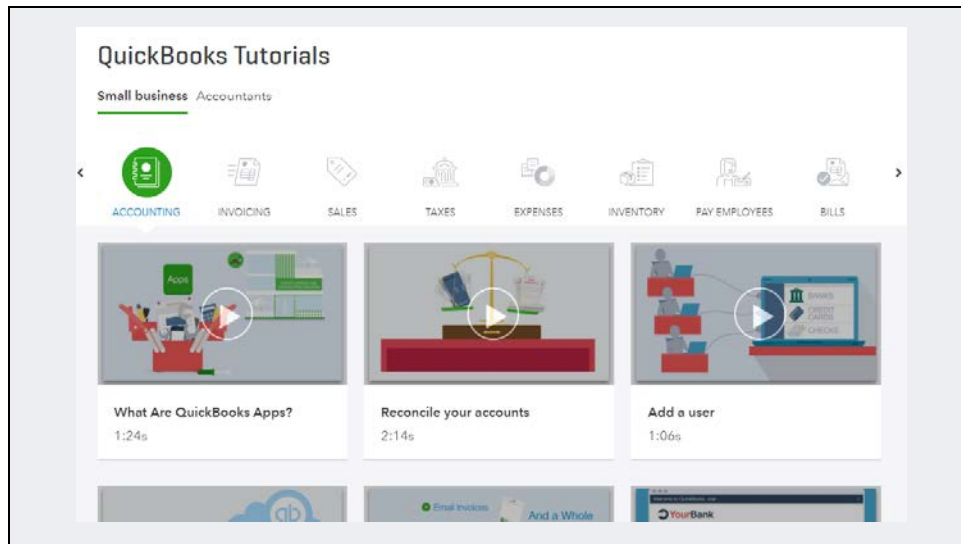 QuickBooks Tutorials
Small business Accountants
ACCOUNTING INVOICING SALES TAXES EXPENSES INVENTORY PAY EMPLOYEES BILLS
Apps
BANKS
CREDIT
CARDS
CHECKS
What Are QuickBooks Apps? Reconcile your accounts Add a user
1:24s 2:14s 1:06s
qb Email Invoices And a Whole YourBank